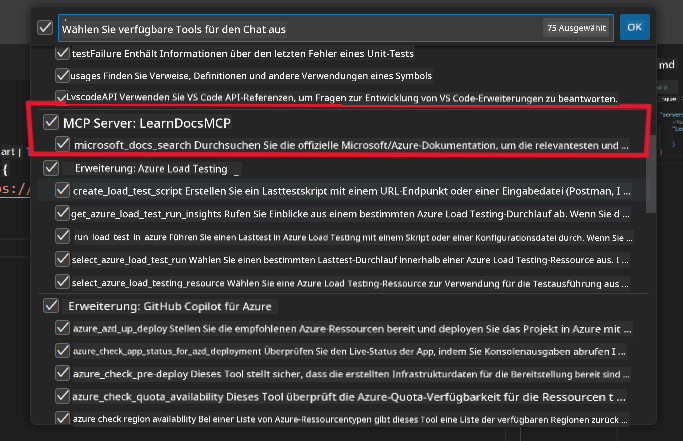 Wählen Sie verfügbare Tools für den Chat aus
75 Ausgewählt
OK
testFailure Enthält Informationen über den letzten Fehler eines Unit-Tests
usages Finden Sie Verweise, Definitionen und andere Verwendungen eines Symbols
vscodeAPI Verwenden Sie VS Code API-Referenzen, um Fragen zur Entwicklung von VS Code-Erweiterungen zu beantworten.
MCP Server: LearnDocsMCP
microsoft_docs_search Durchsuchen Sie die offizielle Microsoft/Azure-Dokumentation, um die relevantesten und ...
Erweiterung: Azure Load Testing
create_load_test_script Erstellen Sie ein Lasttestskript mit einem URL-Endpunkt oder einer Eingabedatei (Postman, I ...
get_azure_load_test_run_insights Rufen Sie Einblicke aus einem bestimmten Azure Load Testing-Durchlauf ab. Wenn Sie d ...
run_load_test_in_azure Führen Sie einen Lasttest in Azure Load Testing mit einem Skript oder einer Konfigurationsdatei durch. Wenn Sie ...
select_azure_load_test_run Wählen Sie einen bestimmten Lasttest-Durchlauf innerhalb einer Azure Load Testing-Ressource aus. I ...
select_azure_load_testing_resource Wählen Sie eine Azure Load Testing-Ressource zur Verwendung für die Testausführung aus ...
Erweiterung: GitHub Copilot für Azure
azure_azd_up_deploy Stellen Sie die empfohlenen Azure-Ressourcen bereit und deployen Sie das Projekt in Azure mit ...
azure_check_app_status_for_azd_deployment Überprüfen Sie den Live-Status der App, indem Sie Konsolenausgaben abrufen I ...
azure_check_pre-deploy Dieses Tool stellt sicher, dass die erstellten Infrastrukturdaten für die Bereitstellung bereit sind ...
azure_check_quota_availability Dieses Tool überprüft die Azure-Quota-Verfügbarkeit für die Ressourcen t ...
azure check region availability Bei einer Liste von Azure-Ressourcentypen gibt dieses Tool eine Liste der verfügbaren Regionen zurück ...
art |
{
ps://
md
"servers
"Le